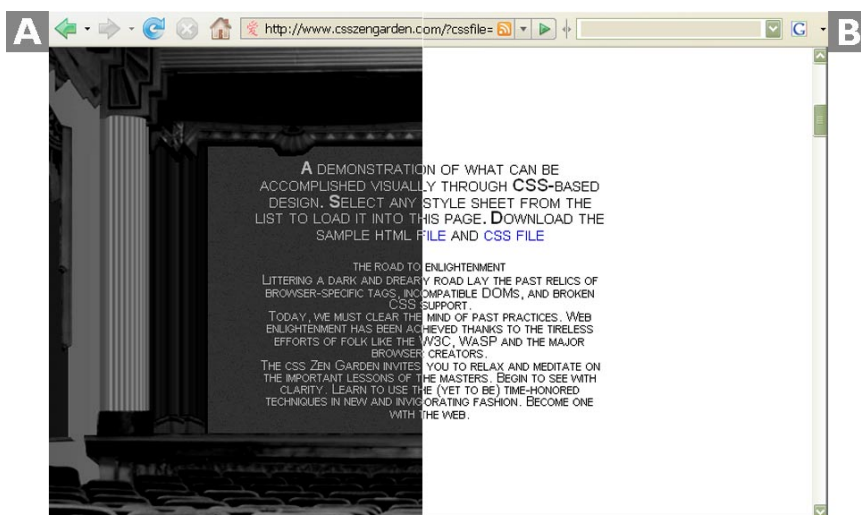 A
http://www.csszengarden.com/?cssfile=
G
B
A DEMONSTRATION OF WHAT CAN BE
ACCOMPLISHED VISUALLY THROUGH CSS-BASED
DESIGN. SELECT ANY STYLE SHEET FROM THE
LIST TO LOAD IT INTO THIS PAGE. DOWNLOAD THE
SAMPLE HTML FILE AND CSS FILE
THE ROAD TO ENLIGHTENMENT
LITTERING A DARK AND DREARY ROAD LAY THE PAST RELICS OF
BROWSER-SPECIFIC TAGS, INCOMPATIBLE DOMS, AND BROKEN
CSS SUPPORT.
TODAY, WE MUST CLEAR THE MIND OF PAST PRACTICES. WEB
ENLIGHTENMENT HAS BEEN ACHIEVED THANKS TO THE TIRELESS
EFFORTS OF FOLK LIKE THE W3C, WASP AND THE MAJOR
BROWSER CREATORS.
THE CSS ZEN GARDEN INVITES YOU TO RELAX AND MEDITATE ON
THE IMPORTANT LESSONS OF THE MASTERS. BEGIN TO SEE WITH
CLARITY. LEARN TO USE THE (YET TO BE) TIME-HONORED
TECHNIQUES IN NEW AND INVIGORATING FASHION. BECOME ONE
WITH THE WEB.